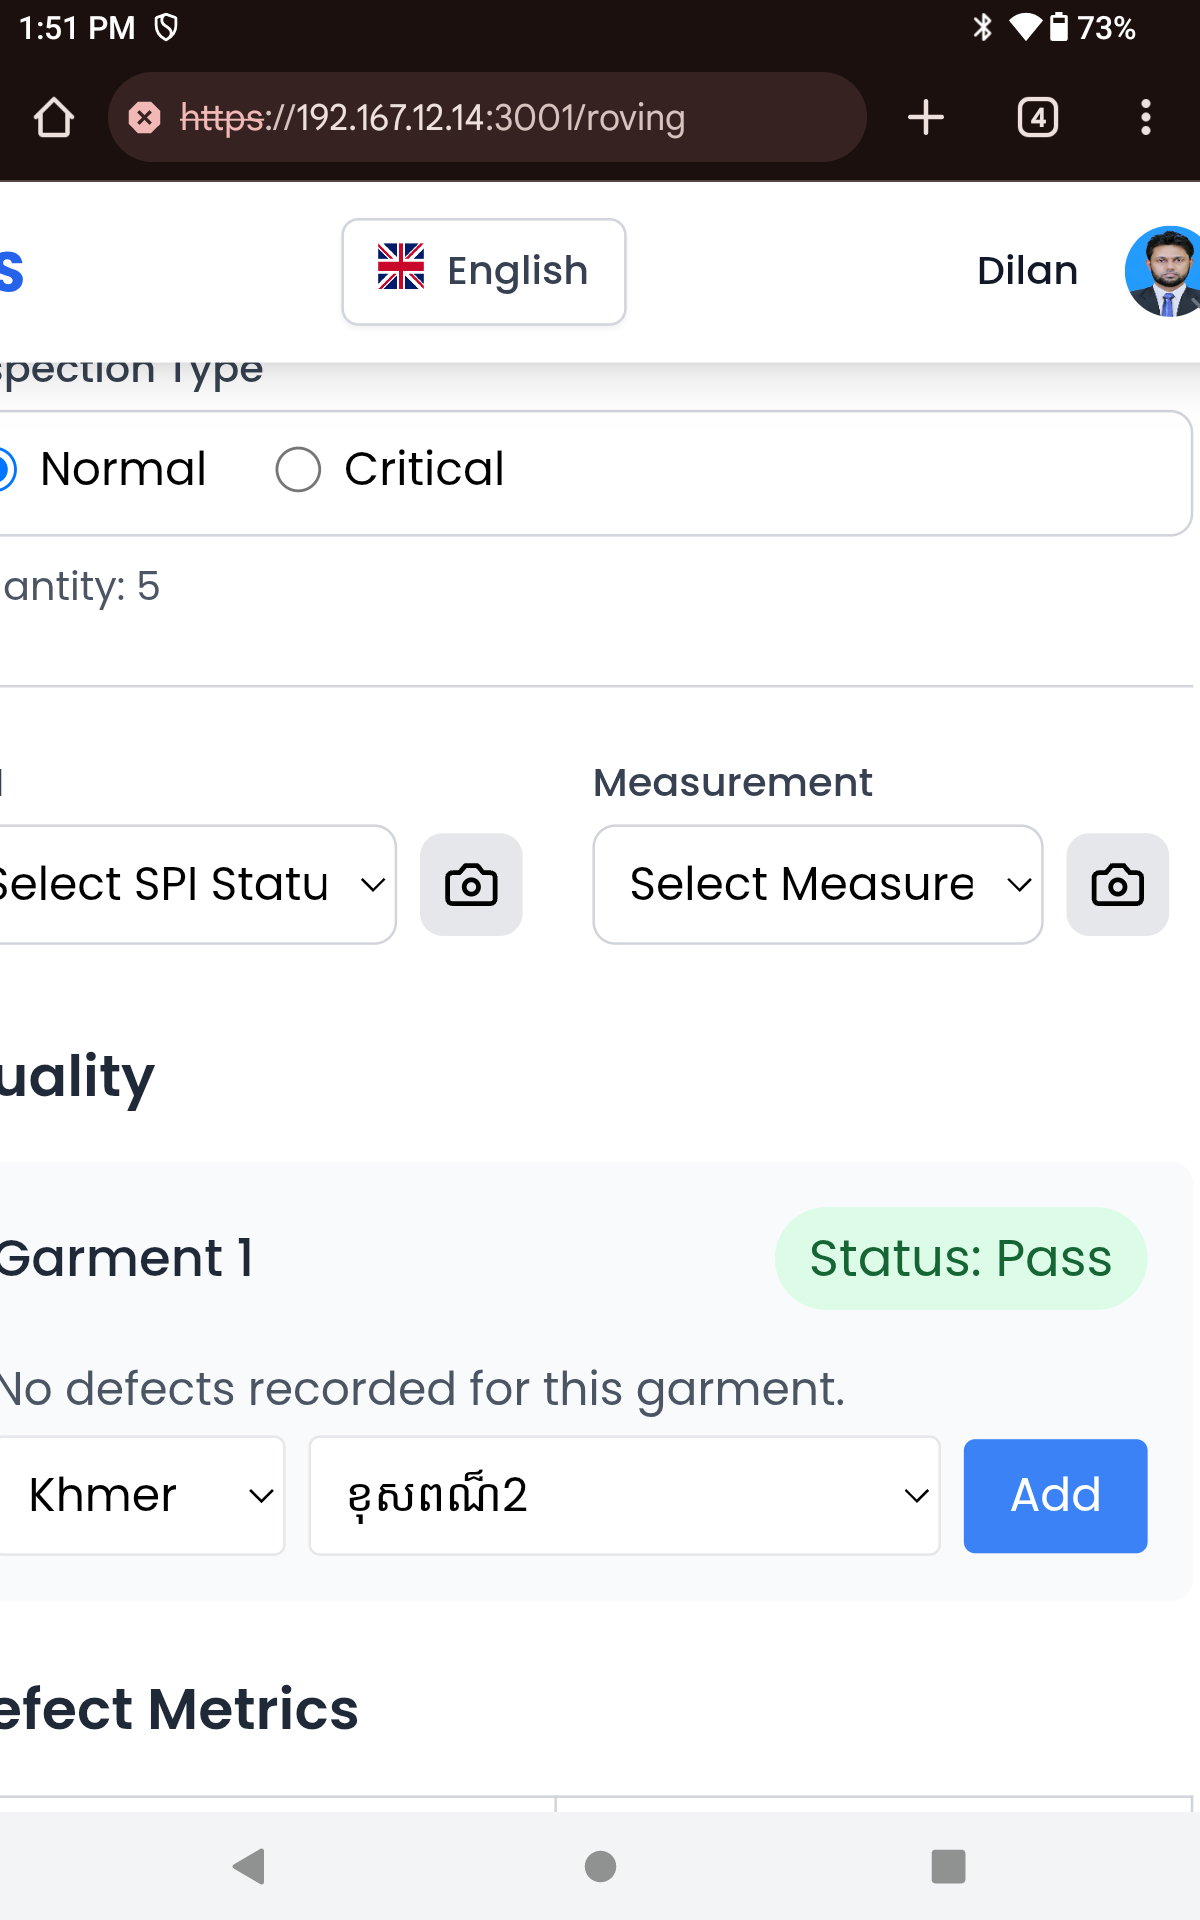 1:51 PM 73%
https://192.167.12.14:3001/roving 4
s English Dilan
spection Type
Normal Critical
antity: 5
Measurement
Select SPI Statu Select Measure
uality
Garment 1 Status: Pass
No defects recorded for this garment.
Khmer ខុសពណ៌2 Add
efect Metrics